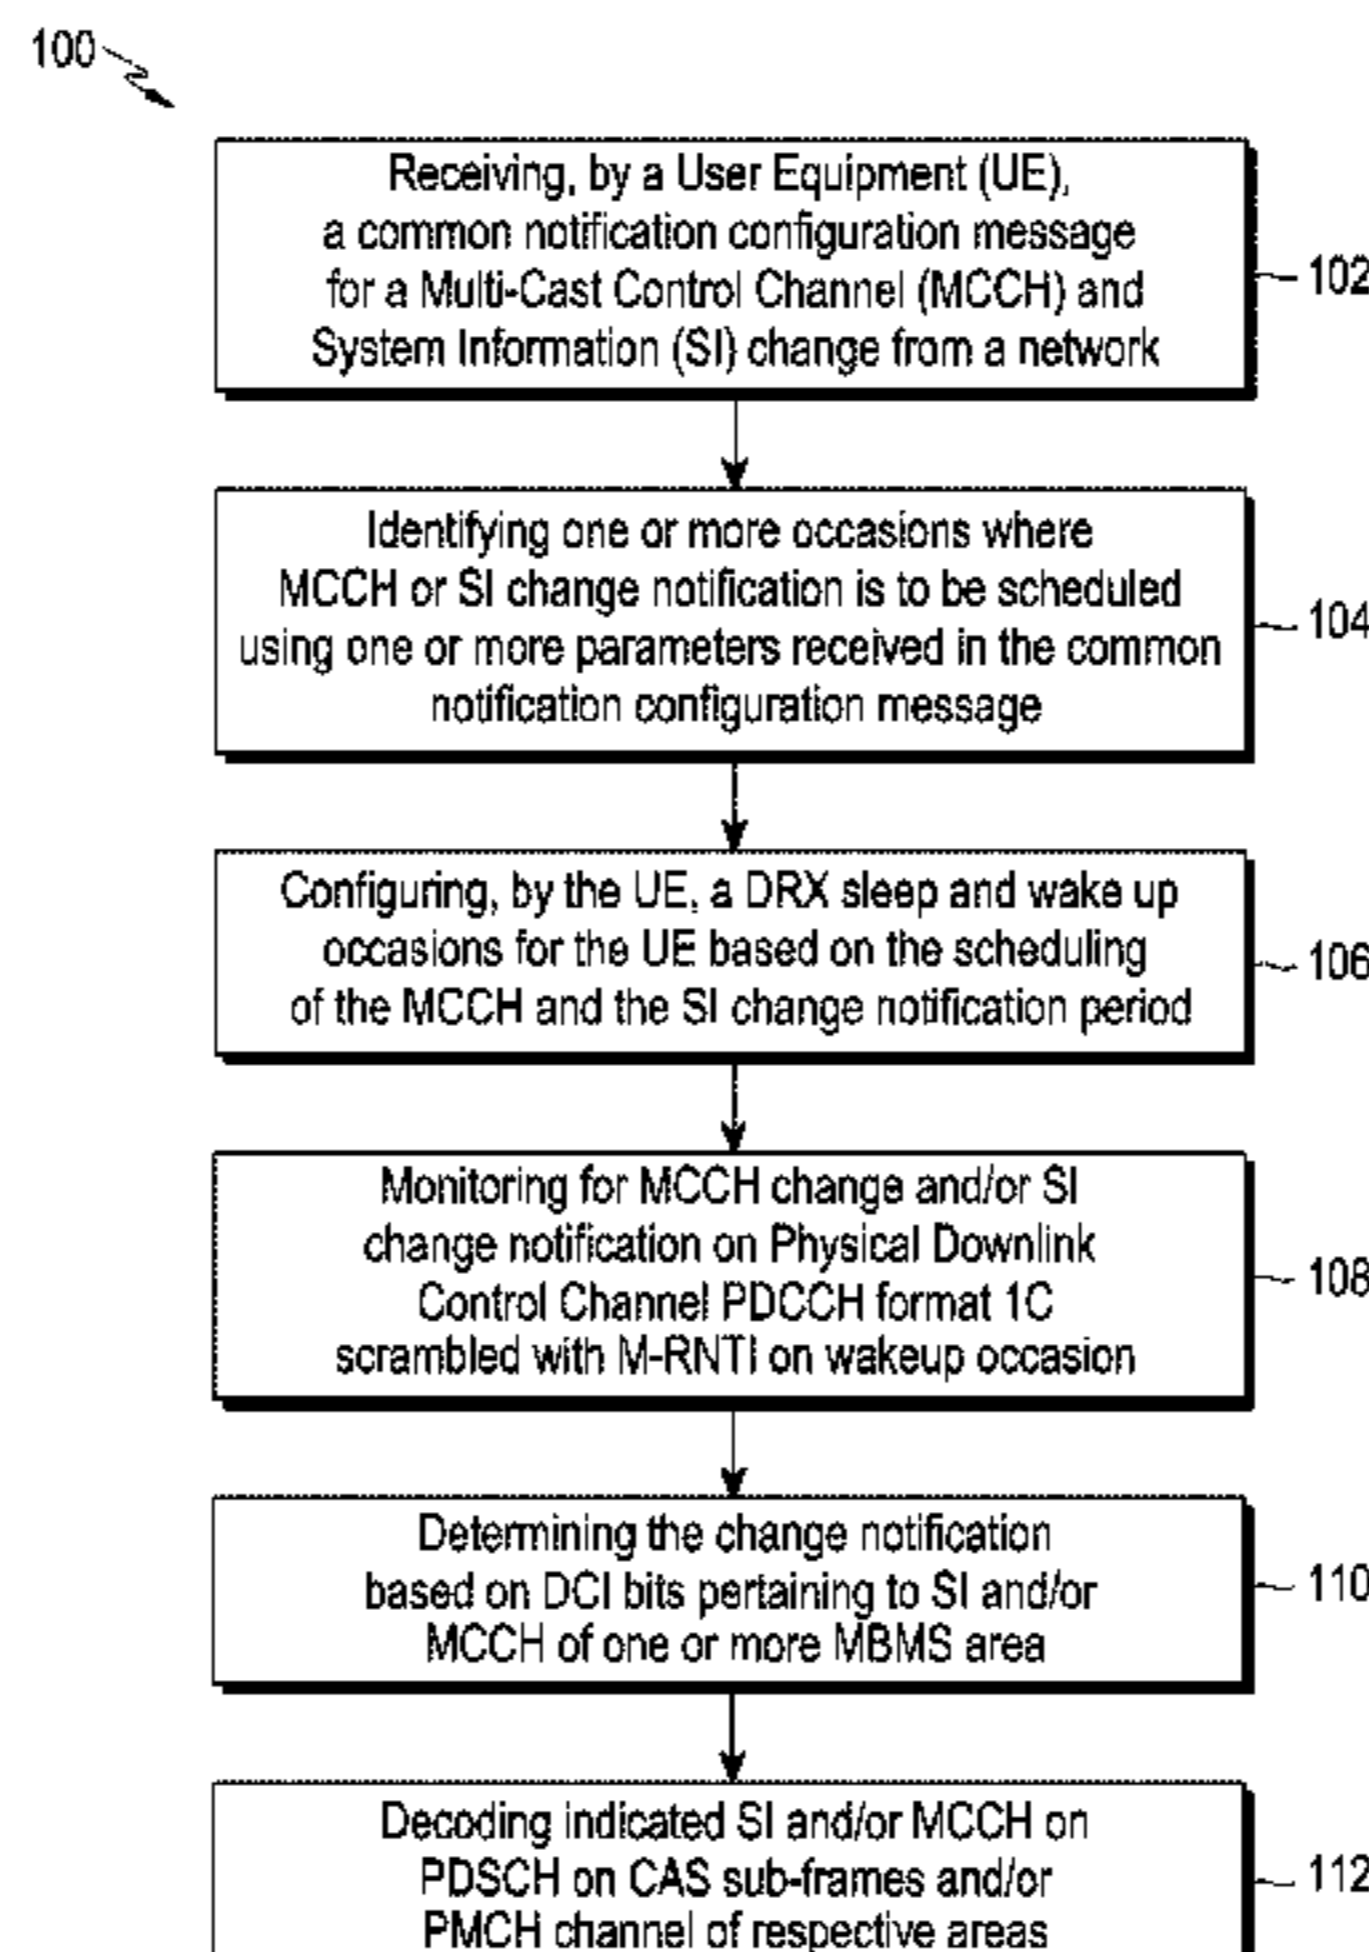 100
Receiving, by a User Equipment (UE),
a common notification configuration message
for a Multi-Cast Control Channel (MCCH) and
System Information (SI) change from a network
102
Identifying one or more occasions where
MCCH or SI change notification is to be scheduled
using one or more parameters received in the common
notification configuration message
104
Configuring, by the UE, a DRX sleep and wake up
occasions for the UE based on the scheduling
of the MCCH and the SI change notification period
106
Monitoring for MCCH change and/or SI
change notification on Physical Downlink
Control Channel PDCCH format 1C
scrambled with M-RNTI on wakeup occasion
108
Determining the change notification
based on DCI bits pertaining to SI and/or
MCCH of one or more MBMS area
110
Decoding indicated SI and/or MCCH on
PDSCH on CAS sub-frames and/or
PMCH channel of respective areas
112